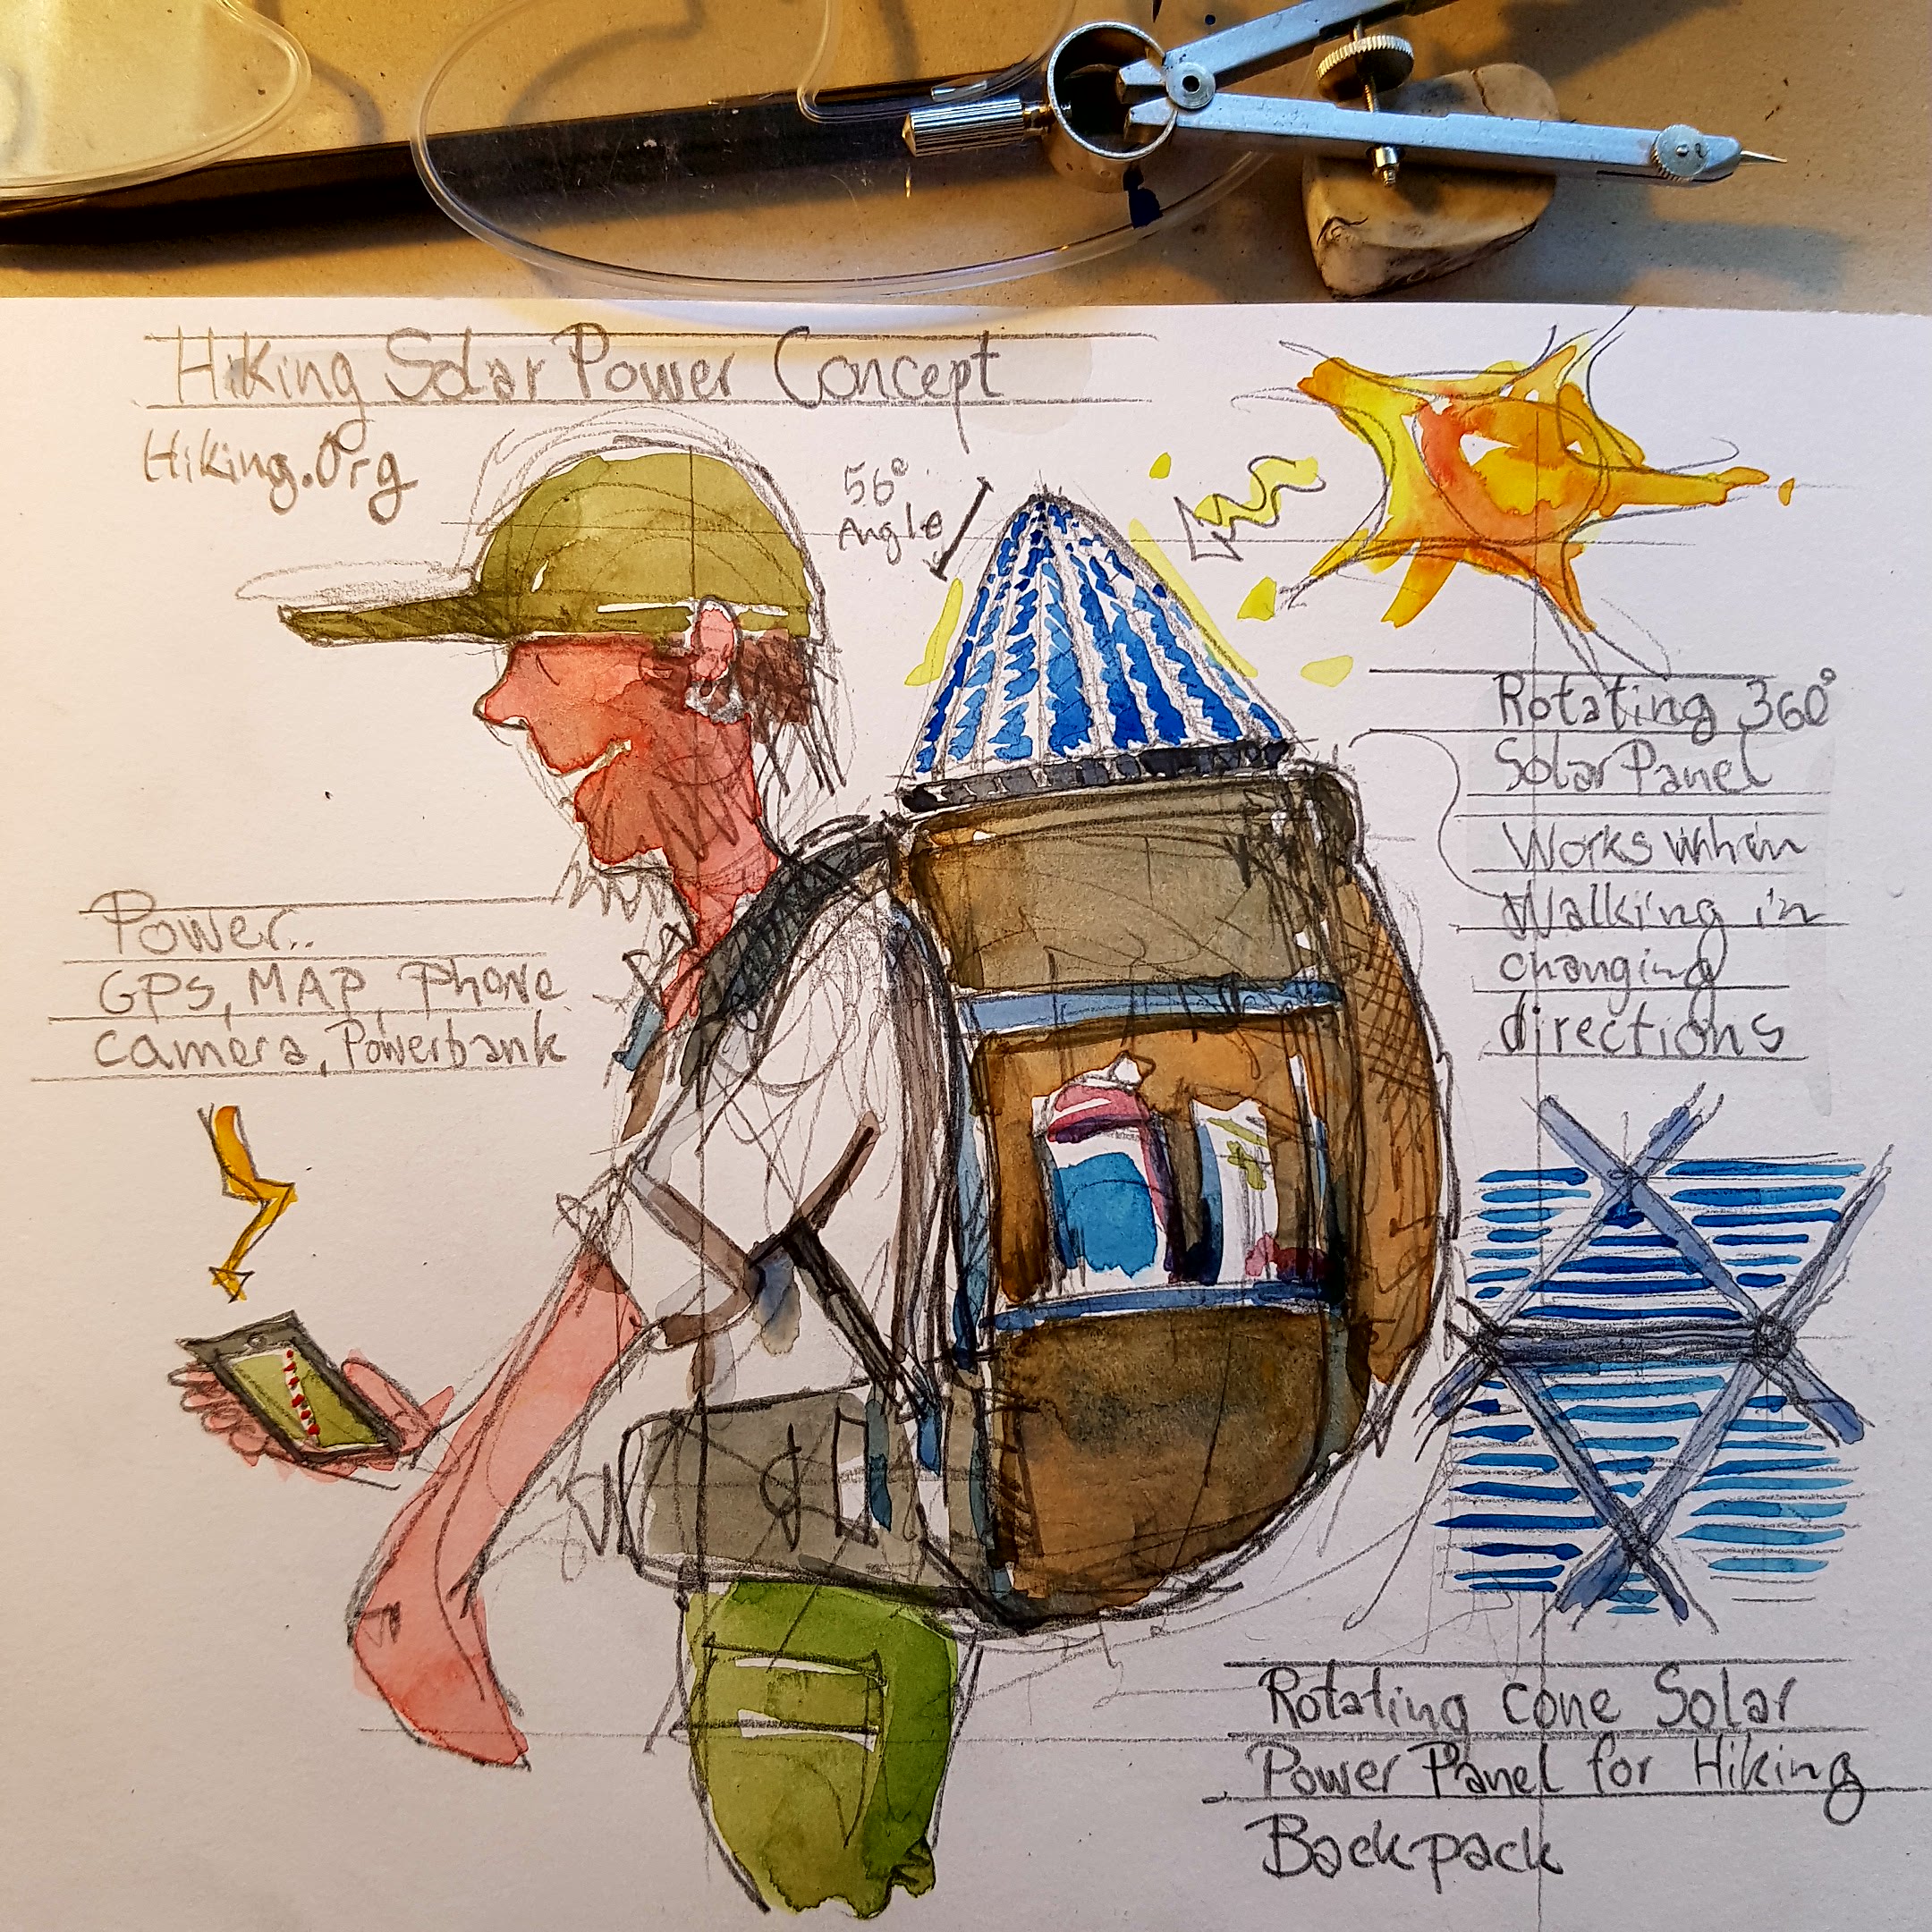 Hiking Solar Power Concept
Hiking.Org
56°
Angle
Rotating 360°
Solar Panel
Works When
Walking in
changing
directions
Power..
GPS, MAP, Phone
camera, Powerbank
Rotating cone Solar
Power Panel for Hiking
Backpack